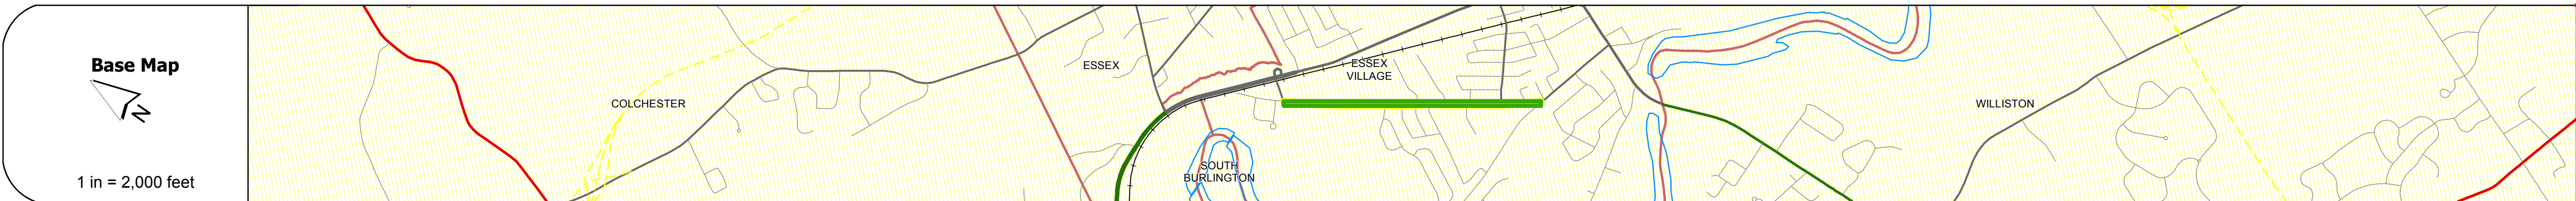 Base Map
N
1 in = 2,000 feet
COLCHESTER
ESSEX
ESSEX
VILLAGE
SOUTH
BURLINGTON
WILLISTON